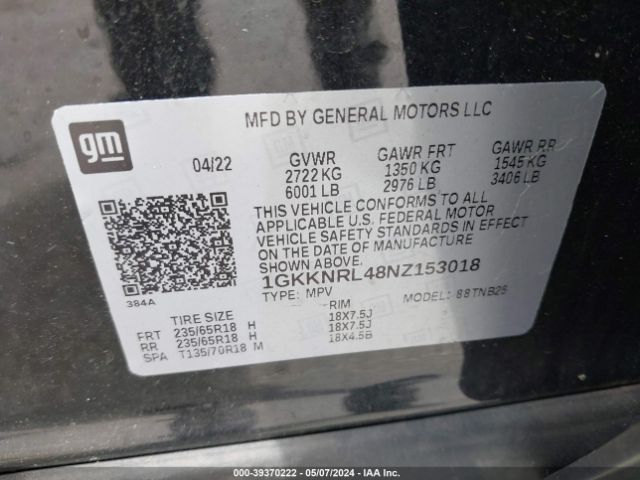 MFD BY GENERAL MOTORS LLC
gm
04/22 GVWR GAWR FRT GAWR RR
2722 KG 1350 KG 1545 KG
6001 LB 2976 LB 3406 LB
THIS VEHICLE CONFORMS TO ALL
APPLICABLE U.S. FEDERAL MOTOR
VEHICLE SAFETY STANDARDS IN EFFECT
ON THE DATE OF MANUFACTURE
SHOWN ABOVE.
384A
1GKKNRL48NZ153018
TYPE: MPV MODEL: 88TNB26
TIRE SIZE RIM
FRT 235/65R18 H 18X7.5J
RR 235/65R18 H 18X7.5J
SPA T135/70R18 M 18X4.5B
000-39370222 - 05/07/2024 - IAA Inc.